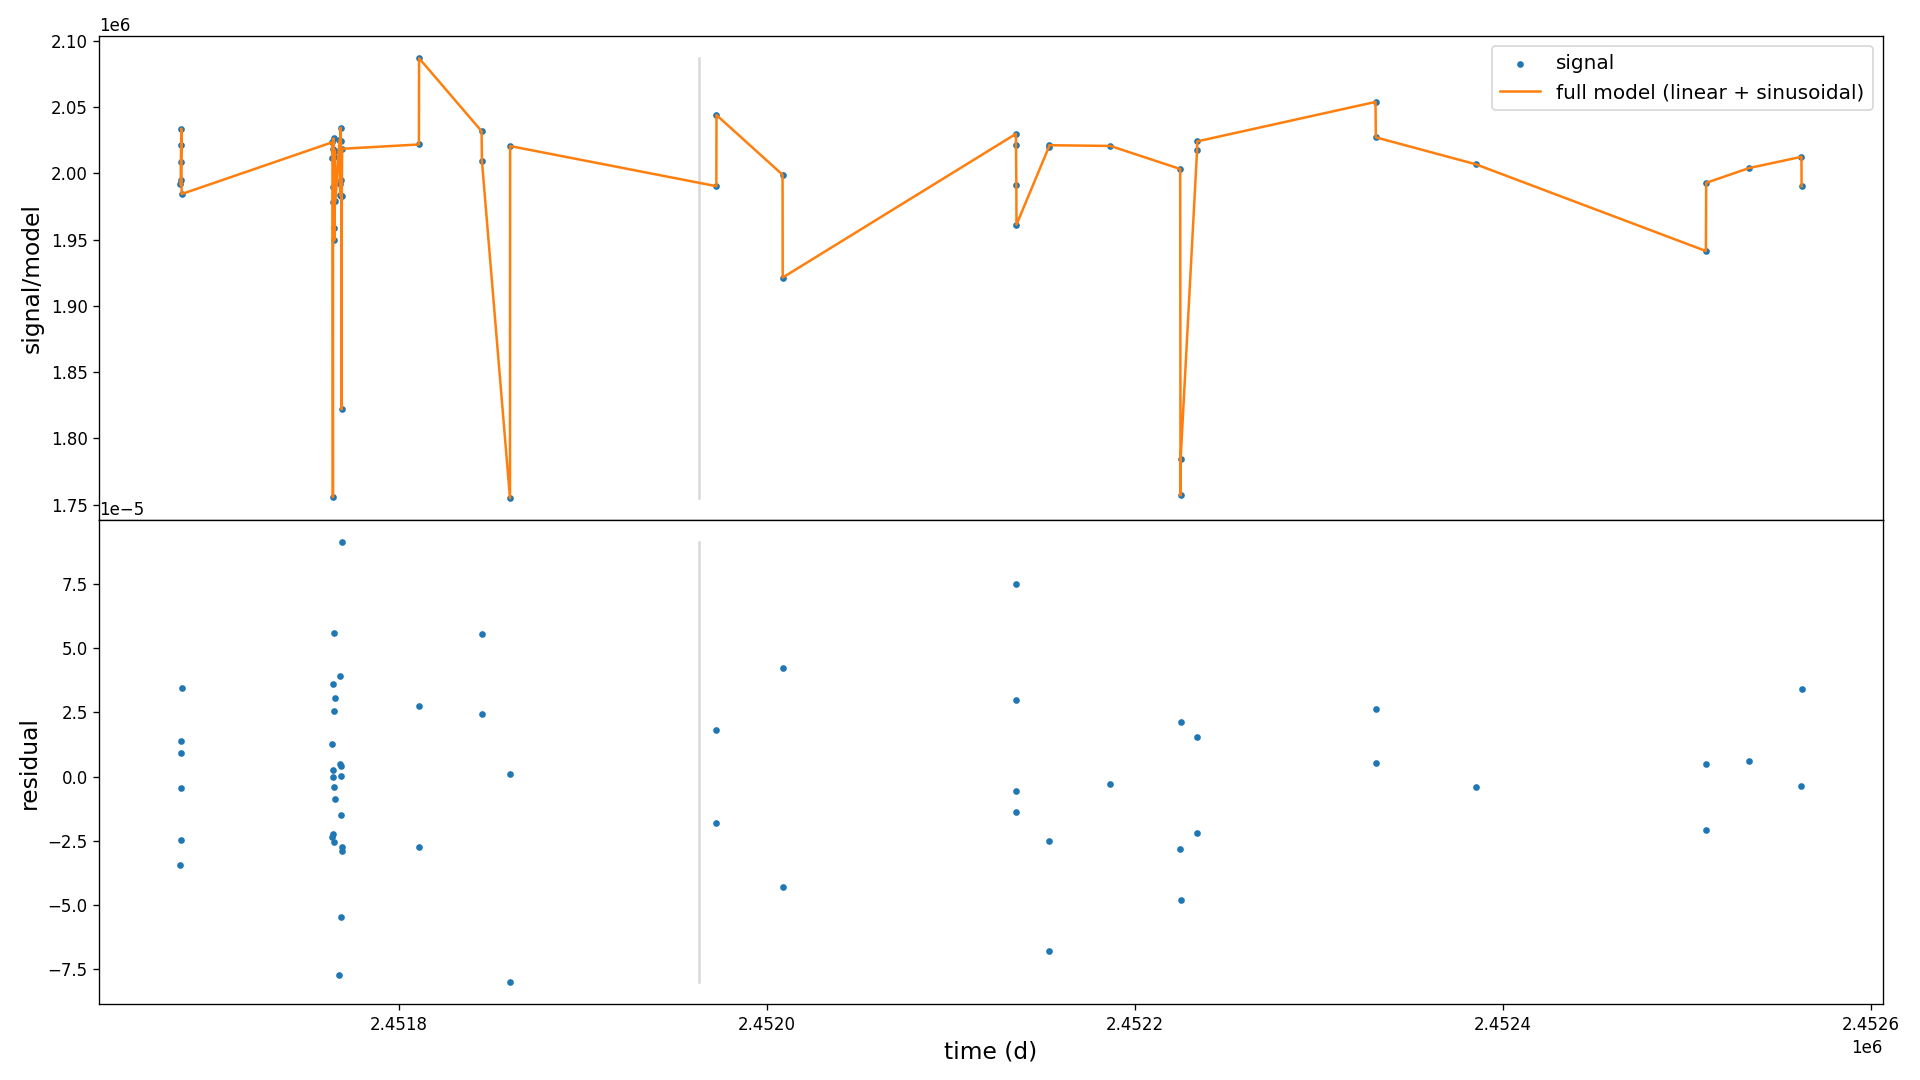 1e6
2.10
2.05
2.00
1.95
1.90
1.85
1.80
1.75
signal/model
signal
full model (linear + sinusoidal)
1e−5
7.5
5.0
2.5
0.0
−2.5
−5.0
−7.5
residual
2.4518
2.4520
2.4522
2.4524
2.4526
1e6
time (d)